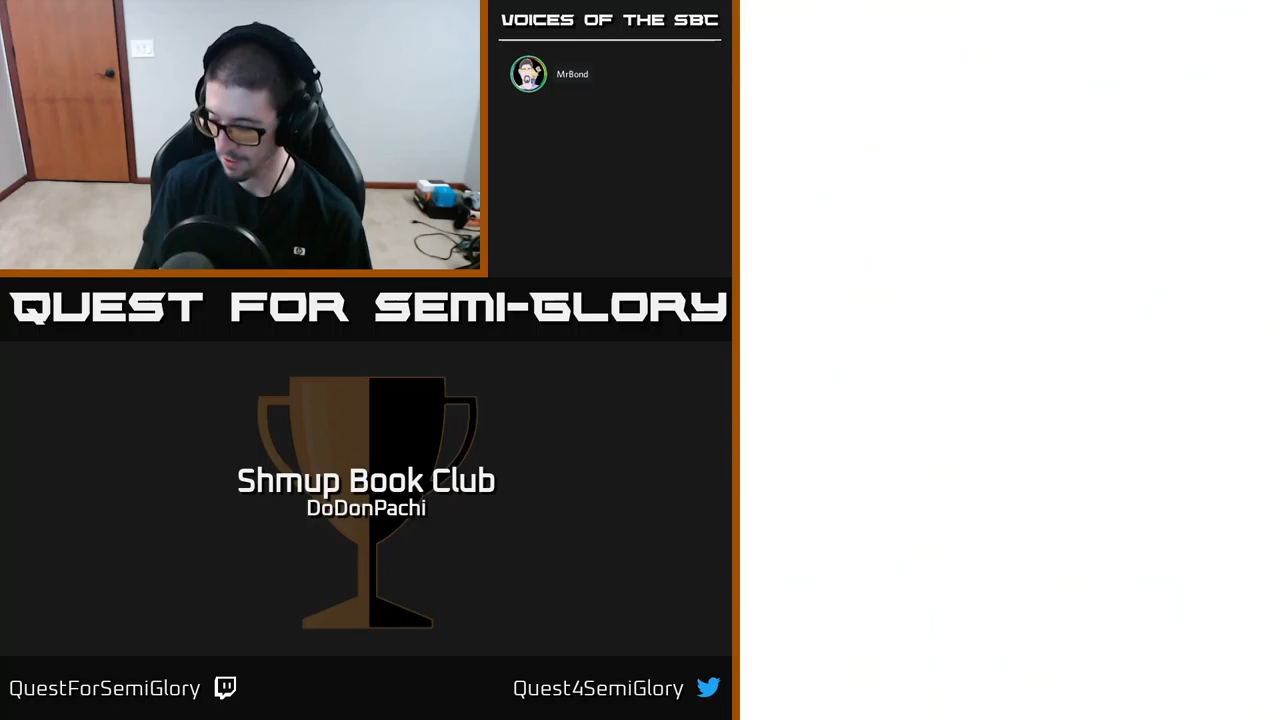 VOICES OF THE SBC
MrBond
QUEST FOR SEMI-GLORY
Shmup Book Club
DoDonPachi
QuestForSemiGlory
Quest4SemiGlory